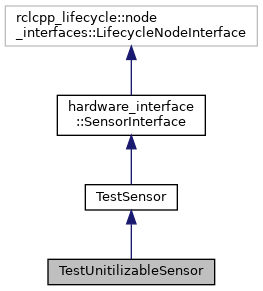 rclcpp_lifecycle::node
_interfaces::LifecycleNodeInterface
hardware_interface
::SensorInterface
TestSensor
TestUnitilizableSensor